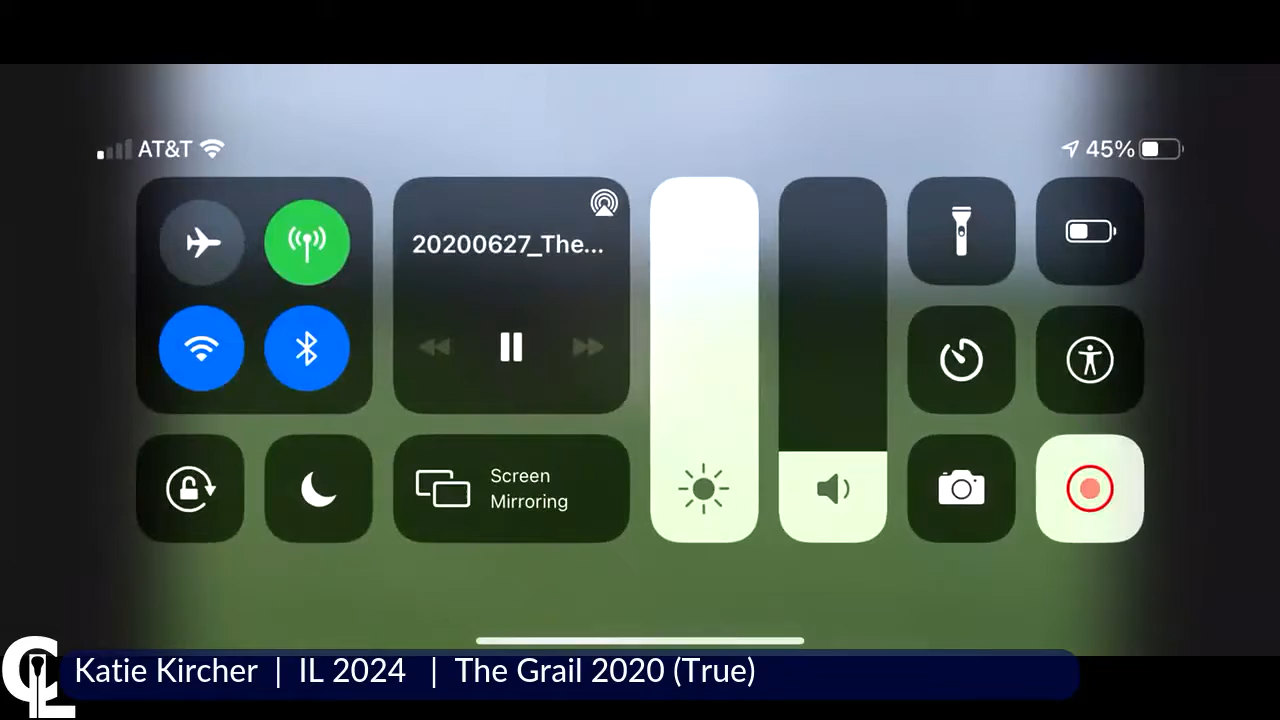 AT&T
45%
20200627_The...
Screen
Mirroring
Katie Kircher | IL 2024 | The Grail 2020 (True)